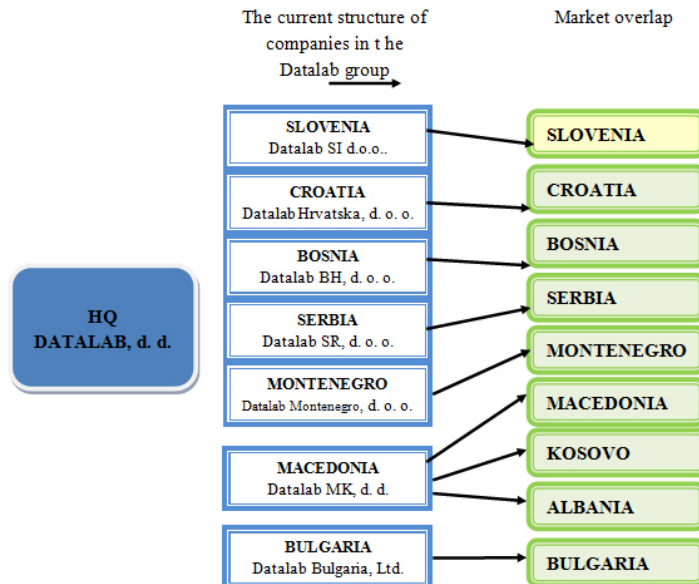 The current structure of
companies in t he
Datalab group
Market overlap
HQ
DATALAB, d. d.
SLOVENIA
Datalab SI d.o.o..
CROATIA
Datalab Hrvatska, d. o. o.
BOSNIA
Datalab BH, d. o. o.
SERBIA
Datalab SR, d. o. o.
MONTENEGRO
Datalab Montenegro, d. o. o.
MACEDONIA
Datalab MK, d. d.
BULGARIA
Datalab Bulgaria, Ltd.
SLOVENIA
CROATIA
BOSNIA
SERBIA
MONTENEGRO
MACEDONIA
KOSOVO
ALBANIA
BULGARIA